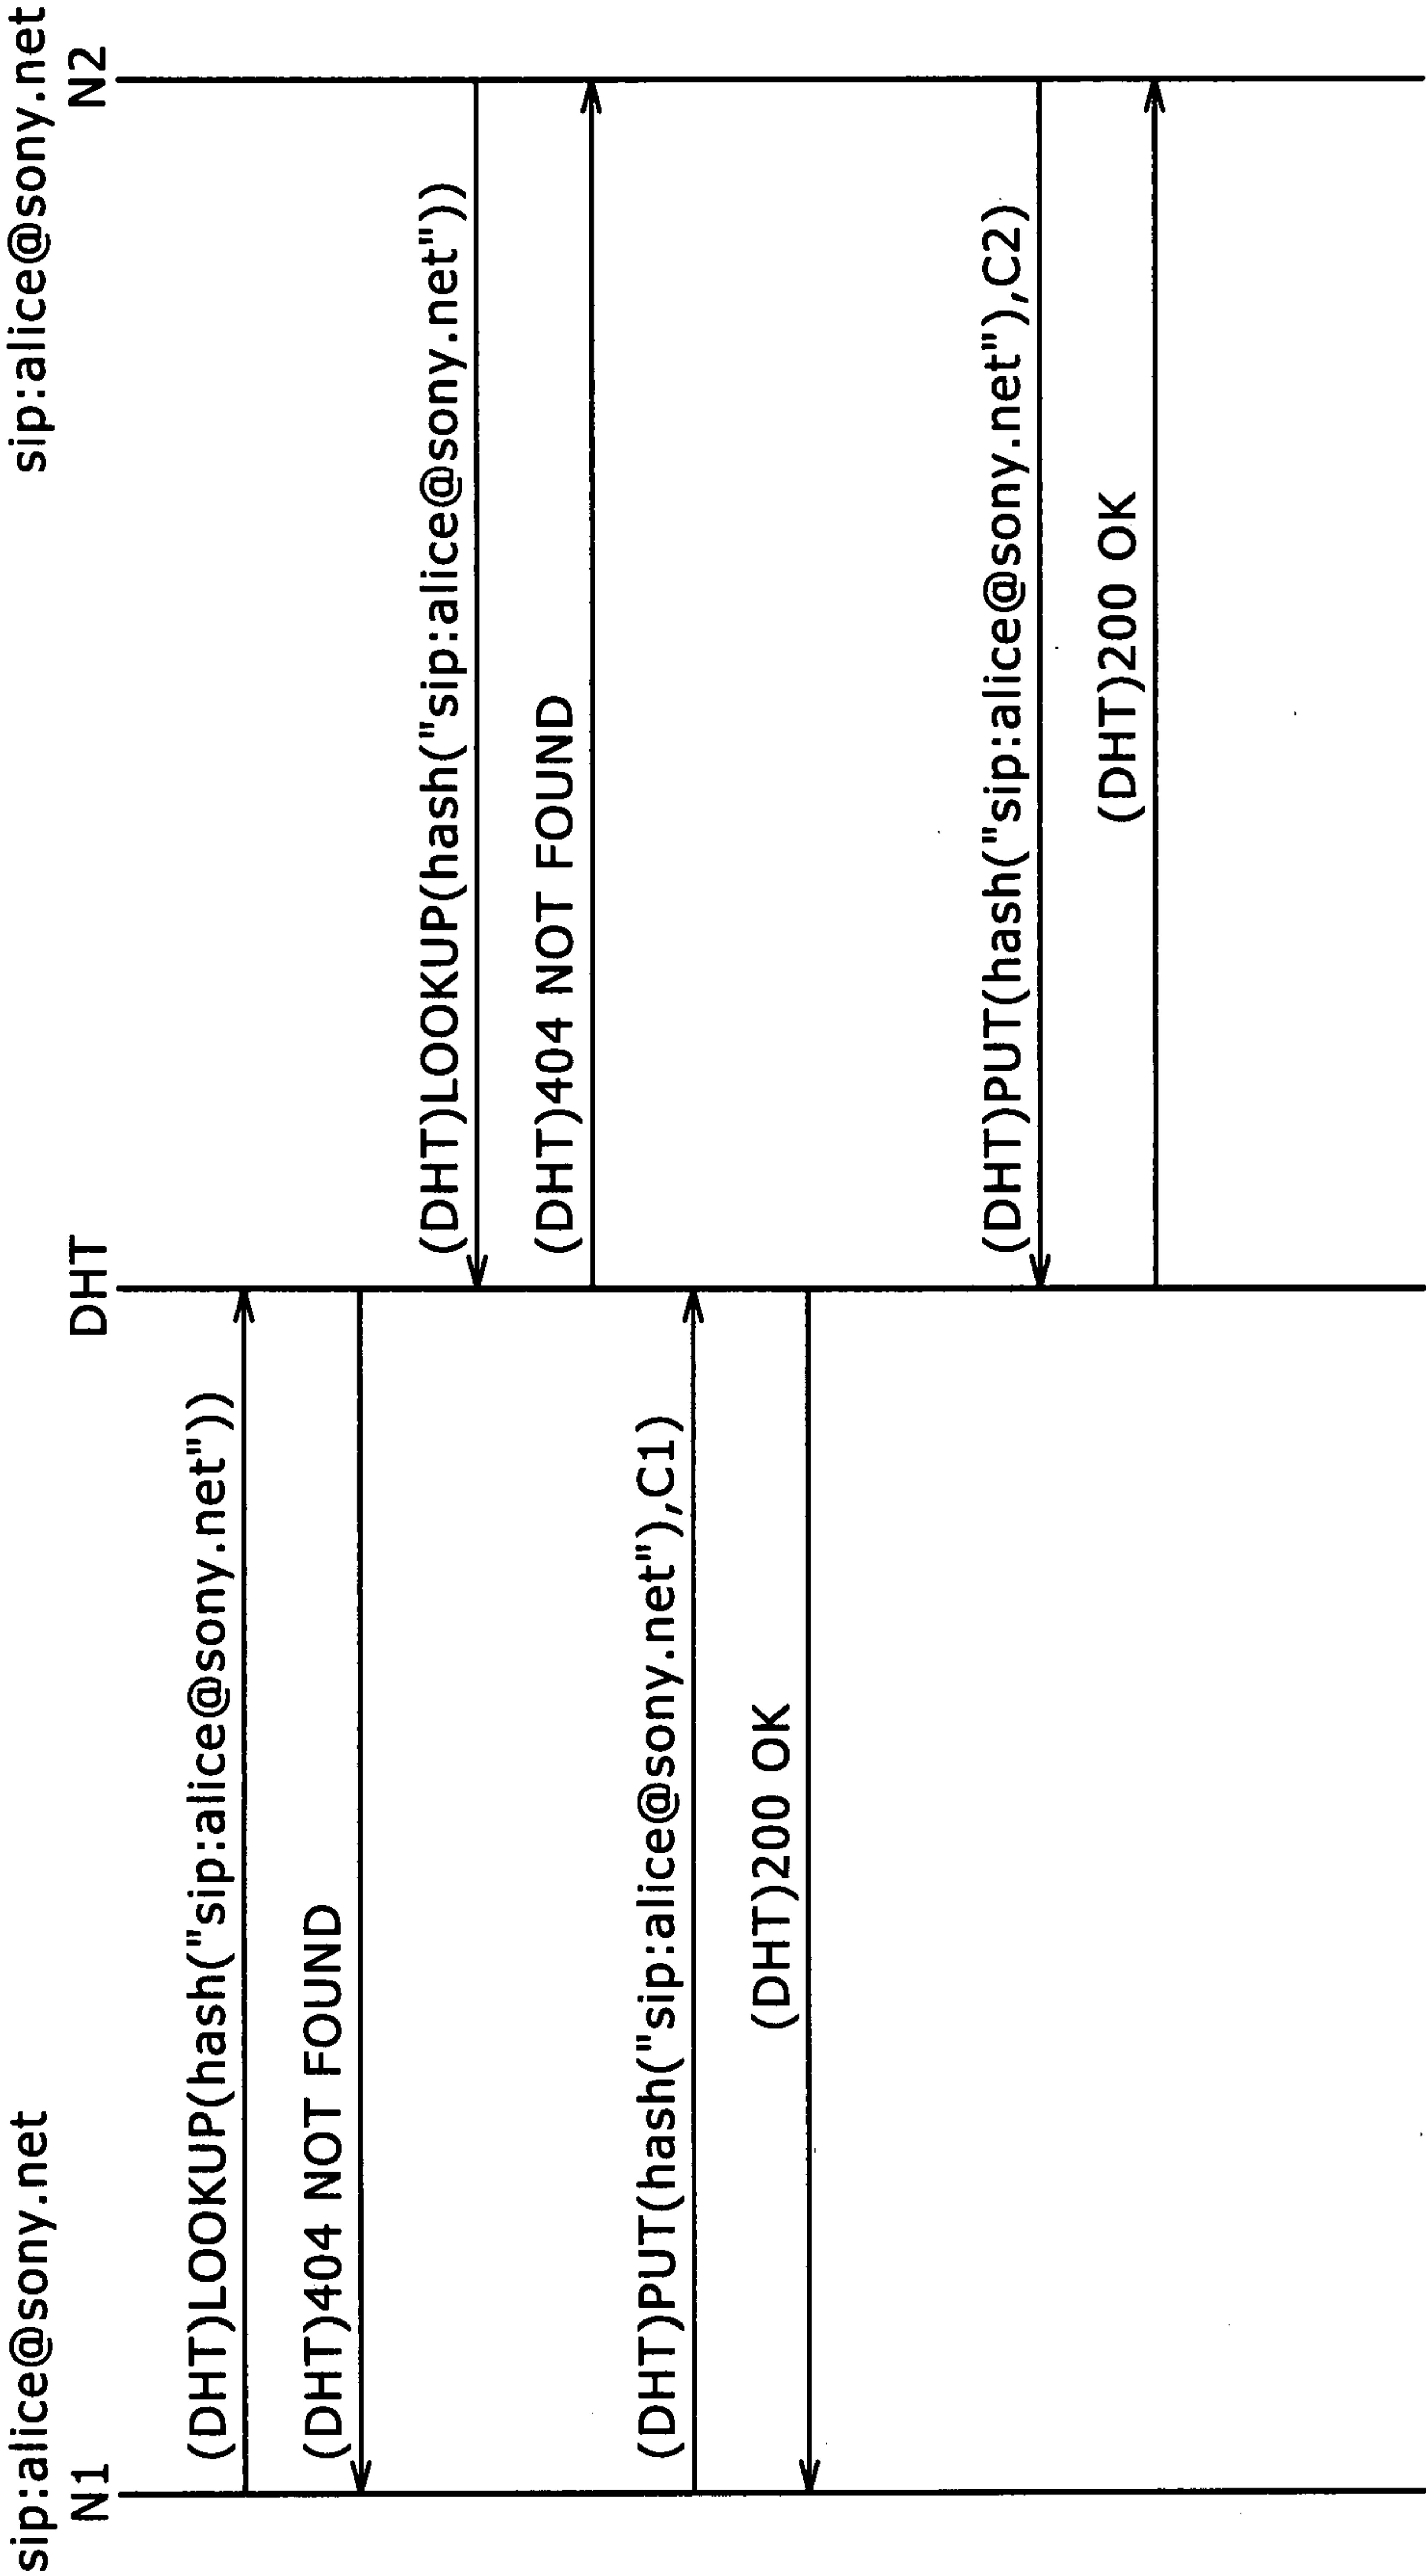 sip:alice@sony.net
sip:alice@sony.net
N1
DHT
N2
(DHT)LOOKUP(hash("sip:alice@sony.net"))
(DHT)404 NOT FOUND
(DHT)LOOKUP(hash("sip:alice@sony.net"))
(DHT)404 NOT FOUND
(DHT)PUT(hash("sip:alice@sony.net"),C1)
(DHT)200 OK
(DHT)PUT(hash("sip:alice@sony.net"),C2)
(DHT)200 OK